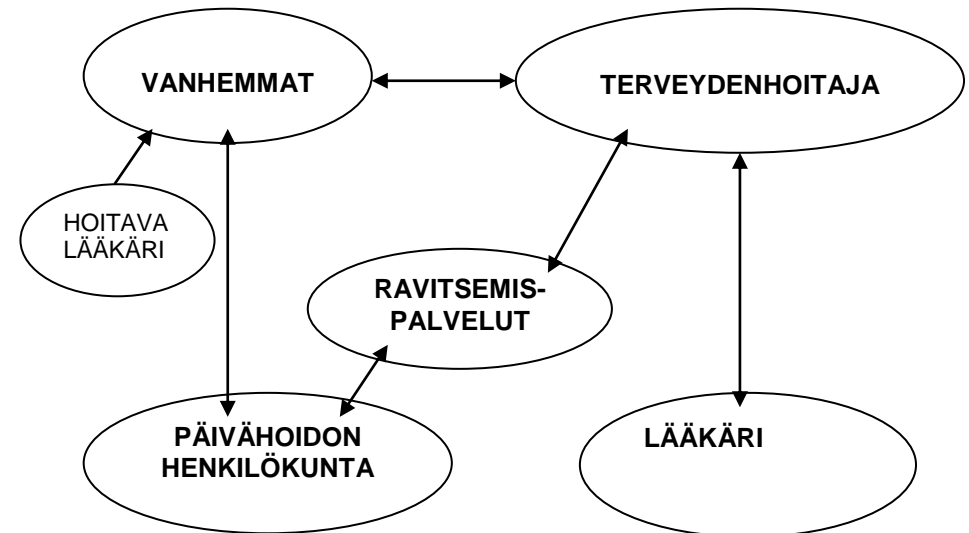 VANHEMMAT
TERVEYDENHOITAJA
HOITAVA
LÄÄKÄRI
RAVITSEMIS-
PALVELUT
PÄIVÄHOIDON
HENKILÖKUNTA
LÄÄKÄRI